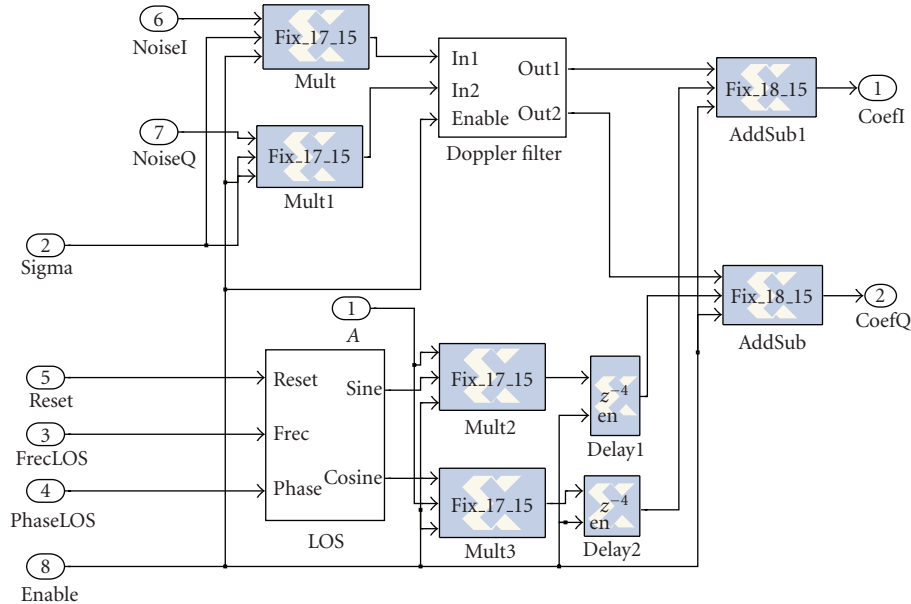 6
NoiseI
Fix_17_15
Mult
7
NoiseQ
Fix_17_15
Mult1
In1
In2
Enable
Out1
Out2
Doppler filter
Fix_18_15
AddSub1
1
CoefI
2
Sigma
1
A
Fix_18_15
AddSub
2
CoefQ
5
Reset
3
FrecLOS
4
PhaseLOS
Reset
Frec
Phase
Sine
Cosine
LOS
Fix_17_15
Mult2
z−4
en
Delay1
Fix_17_15
Mult3
z−4
en
Delay2
8
Enable